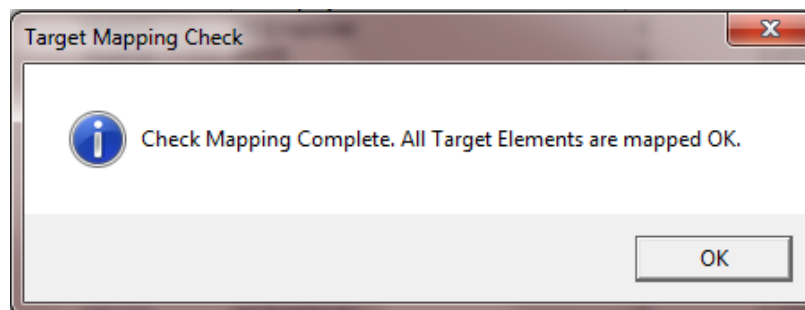 Target Mapping Check
Check Mapping Complete. All Target Elements are mapped OK.
OK